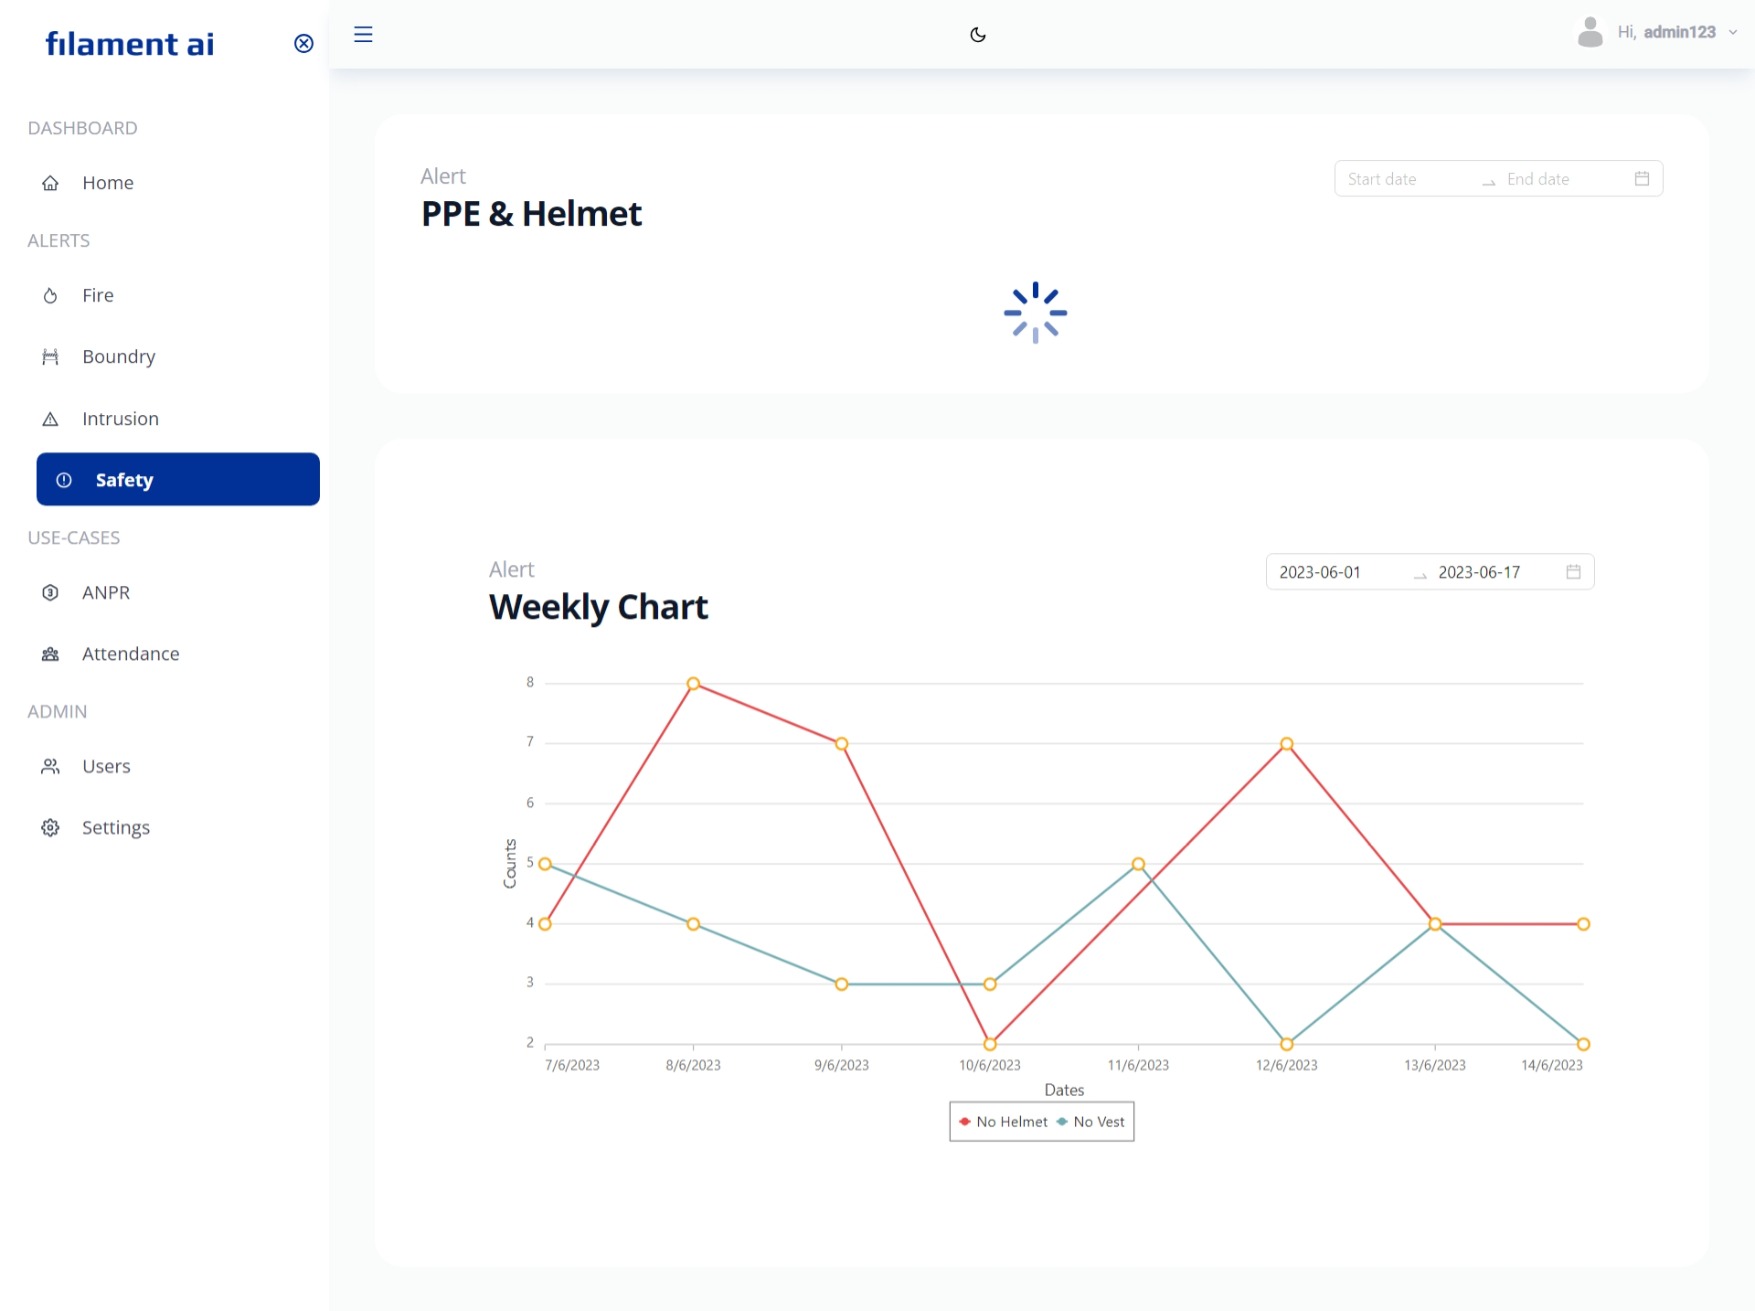 filament ai
Hi, admin123
DASHBOARD
Home
ALERTS
Fire
Boundry
Intrusion
Safety
USE-CASES
ANPR
Attendance
ADMIN
Users
Settings
Alert
PPE & Helmet
Start date
End date
Alert
Weekly Chart
2023-06-01
2023-06-17
8
7
6
5
4
3
2
Counts
7/6/2023 8/6/2023 9/6/2023 10/6/2023 11/6/2023 12/6/2023 13/6/2023 14/6/2023
Dates
No Helmet No Vest